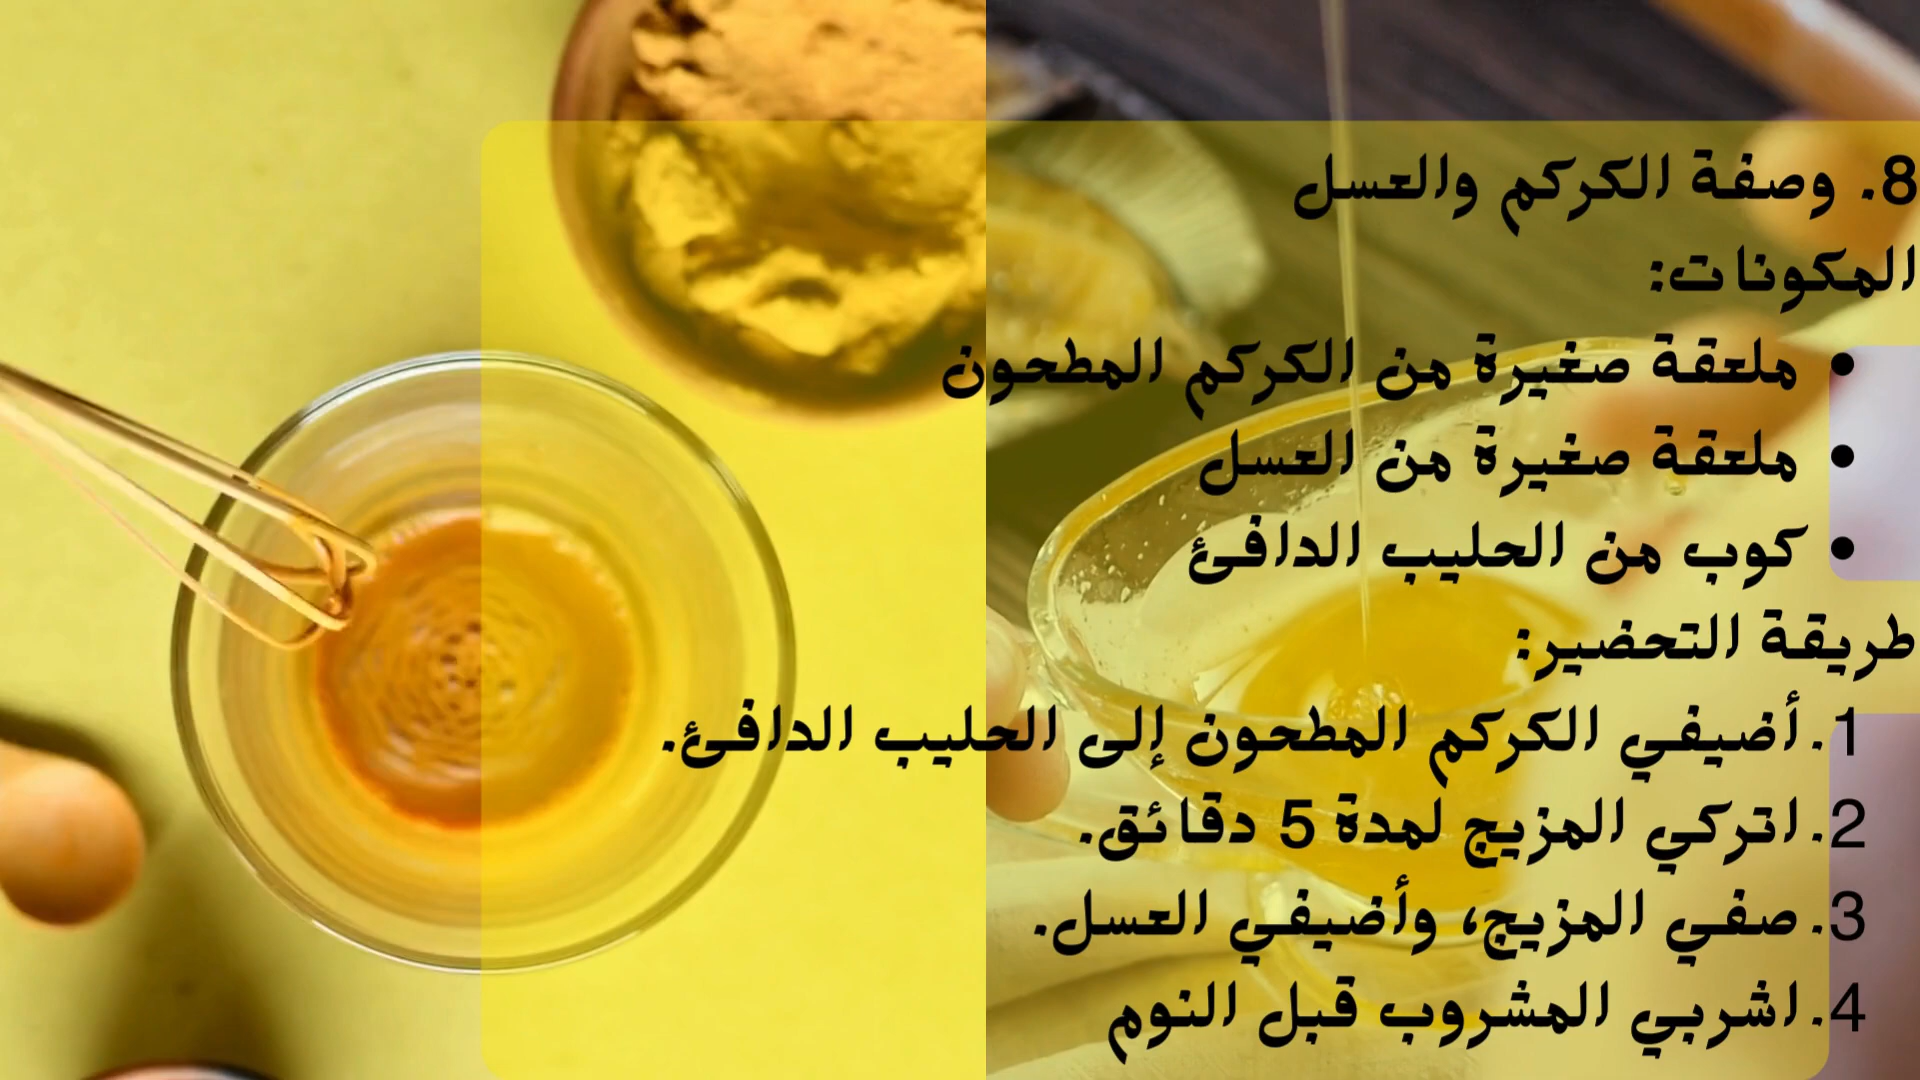 8. وصفة الكركم والعسل
المكونات:
• ملعقة صغيرة من الكركم المطحون
• ملعقة صغيرة من العسل
• كوب من الحليب الدافئ
طريقة التحضير:
1. أضيفي الكركم المطحون إلى الحليب الدافئ.
2. اتركي المزيج لمدة 5 دقائق.
3. صفي المزيج، وأضيفي العسل.
4. اشربي المشروب قبل النوم